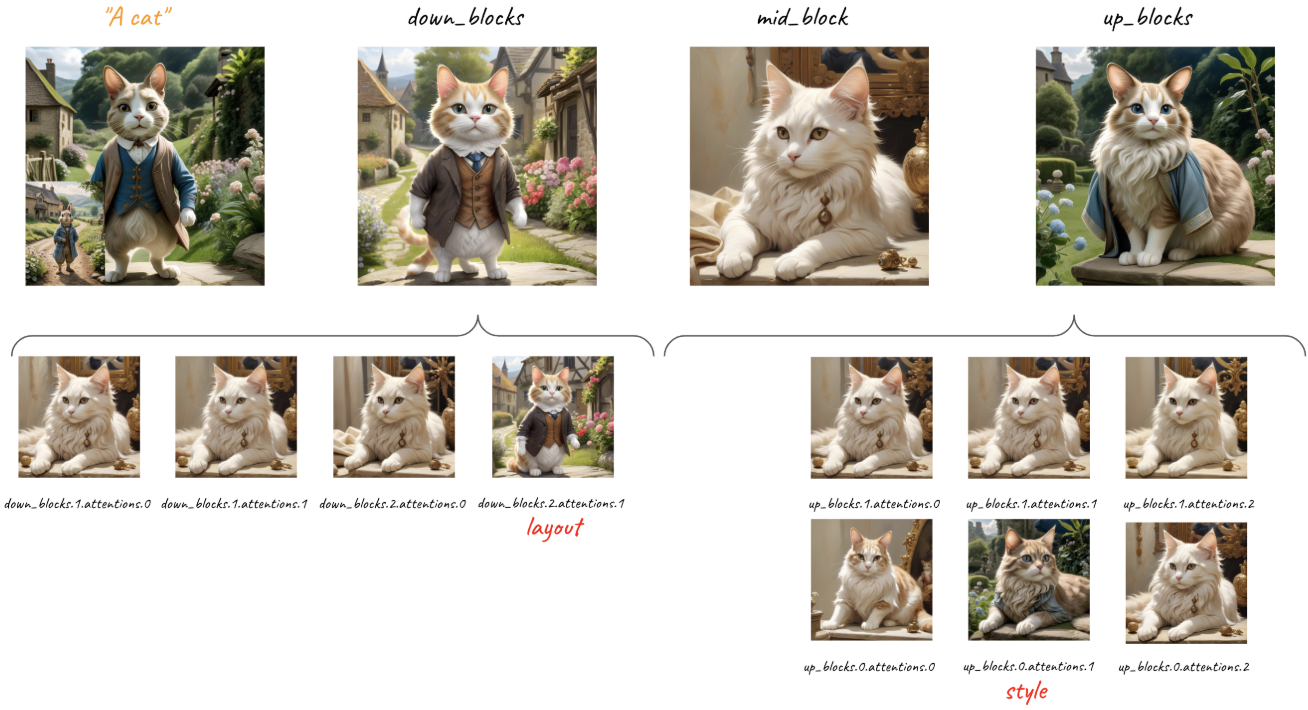 "A cat"
down_blocks
mid_block
up_blocks
down_blocks.1.attentions.0
down_blocks.1.attentions.1
down_blocks.2.attentions.0
down_blocks.2.attentions.1
layout
up_blocks.1.attentions.0
up_blocks.1.attentions.1
up_blocks.1.attentions.2
up_blocks.0.attentions.0
up_blocks.0.attentions.1
up_blocks.0.attentions.2
style